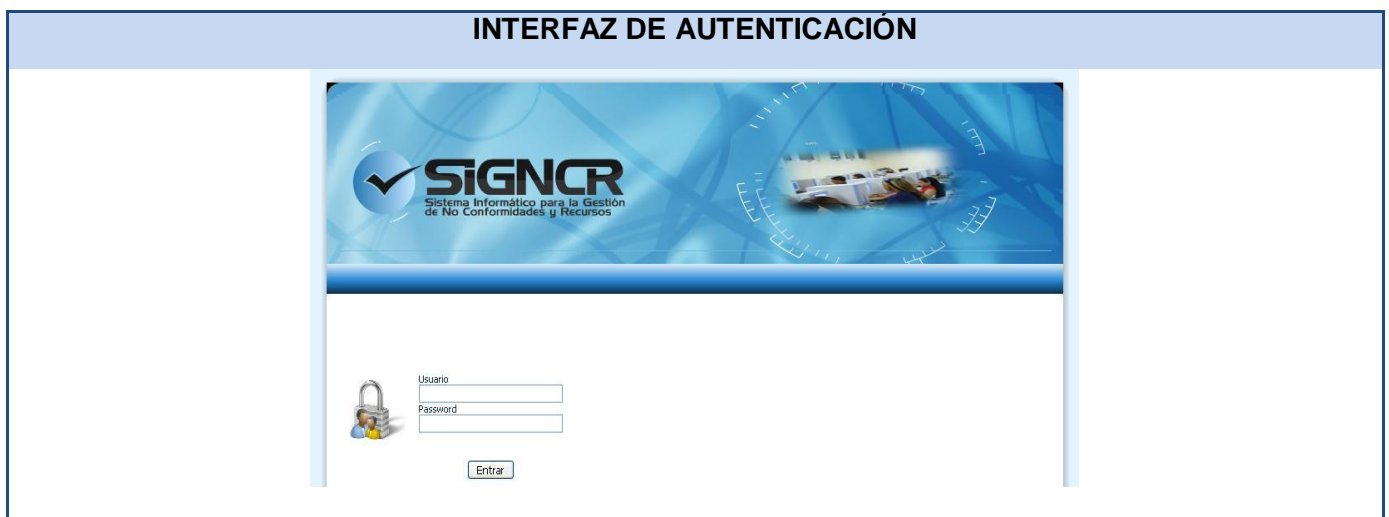 INTERFAZ DE AUTENTICACIÓN
SiGNCR
Sistema Informático para la Gestión
de No Conformidades y Recursos
Usuario
Password
Entrar